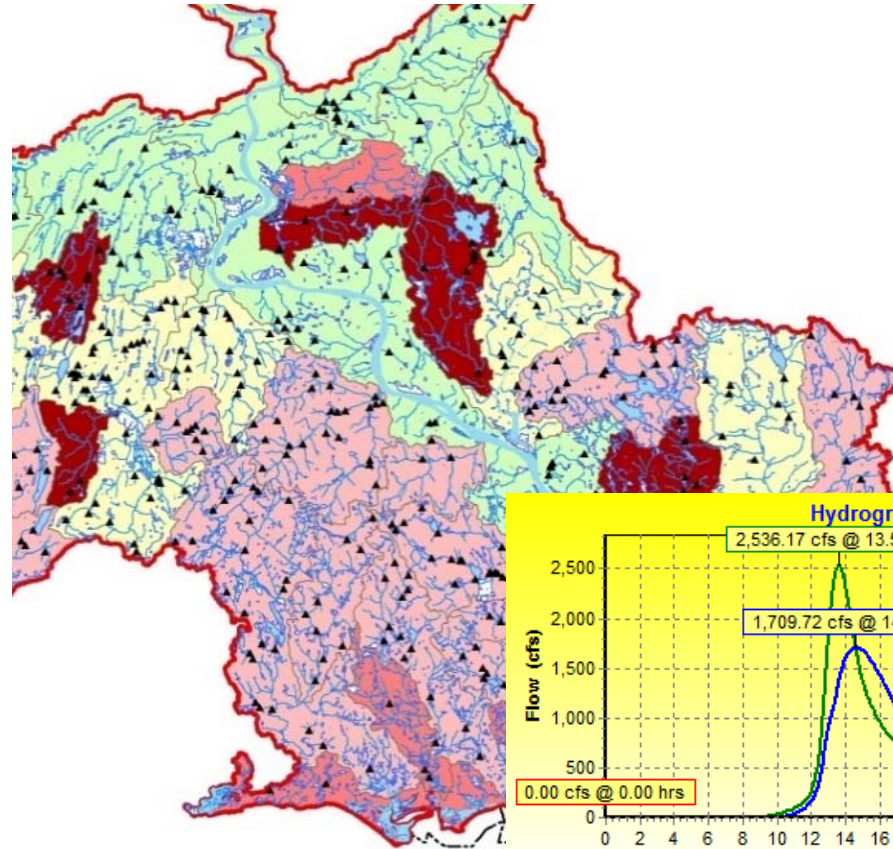 Hydrogr
2,536.17 cfs @ 13.5
1,709.72 cfs @ 14
Flow (cfs)
2,500
2,000
1,500
1,000
500
0
0.00 cfs @ 0.00 hrs
0 2 4 6 8 10 12 14 16